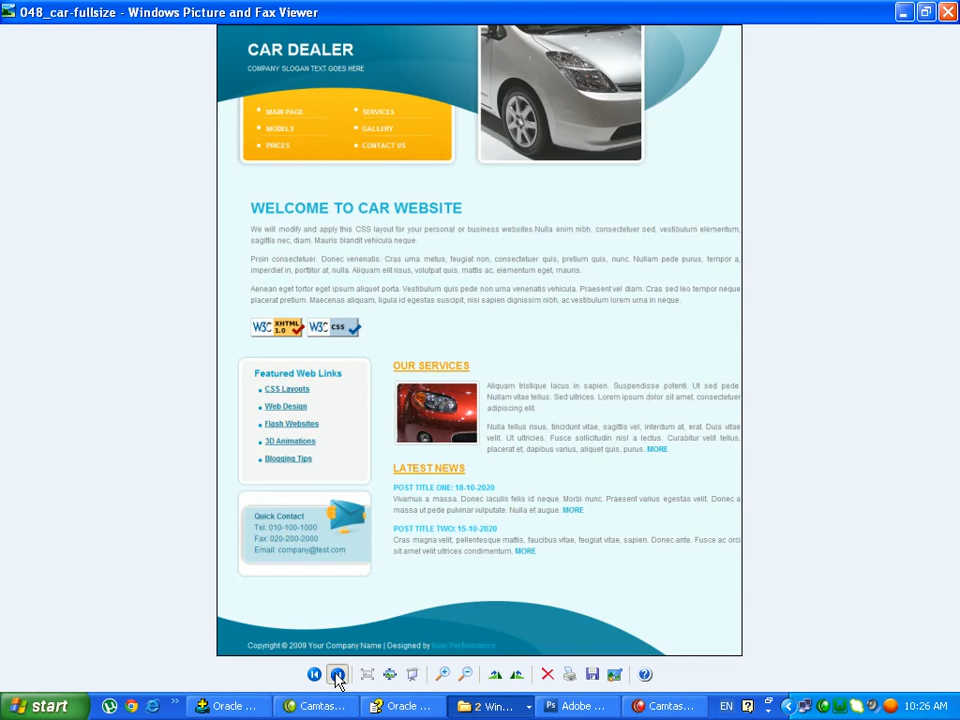 048_car-fullsize - Windows Picture and Fax Viewer
CAR DEALER
COMPANY SLOGAN TEXT GOES HERE
MAIN PAGE
SERVICES
MODELS
GALLERY
PRICES
CONTACT US
WELCOME TO CAR WEBSITE
We will modify and apply this CSS layout for your personal or business websites.Nulla enim nibh, consectetuer sed, vestibulum elementum,
sagittis nec, diam. Mauris blandit vehicula neque.
Proin consectetuer. Donec venenatis. Cras urna metus, feugiat non, consectetuer quis, pretium quis, nunc. Nullam pede purus, tempor a,
imperdiet in, porttitor at, nulla. Aliquam elit risus, volutpat quis, mattis ac, elementum eget, mauris.
Aenean eget tortor eget ipsum aliquet porta. Vestibulum quis pede non urna venenatis vehicula. Praesent vel diam. Cras sed leo tempor neque
placerat pretium. Maecenas aliquam, ligula id egestas suscipit, nisi sapien dignissim nibh, ac vestibulum lorem urna in neque.
W3C XHTML 1.0
W3C CSS
Featured Web Links
CSS Layouts
Web Design
Flash Websites
3D Animations
Blogging Tips
Quick Contact
Tel: 010-100-1000
Fax: 020-200-2000
Email: company@test.com
OUR SERVICES
Aliquam tristique lacus in sapien. Suspendisse potenti. Ut sed pede.
Nullam vitae tellus. Sed ultrices. Lorem ipsum dolor sit amet, consectetuer
adipiscing elit.
Nulla tellus risus, tincidunt vitae, sagittis vel, interdum at, erat. Duis vitae
velit. Ut ultricies. Fusce sollicitudin nisl a lectus. Curabitur velit tellus,
placerat et, dapibus varius, aliquet quis, purus. MORE
LATEST NEWS
POST TITLE ONE: 18-10-2020
Vivamus a massa. Donec iaculis felis id neque. Morbi nunc. Praesent varius egestas velit. Donec a
massa ut pede pulvinar vulputate. Nulla et augue. MORE
POST TITLE TWO: 15-10-2020
Cras magna velit, pellentesque mattis, faucibus vitae, feugiat vitae, sapien. Donec ante. Fusce ac orci
sit amet velit ultrices condimentum. MORE
Copyright © 2009 Your Company Name | Designed by Raw Performance
start
Oracle ...
Camtas...
Oracle ...
2 Win...
Adobe ...
Camtas...
EN
10:26 AM